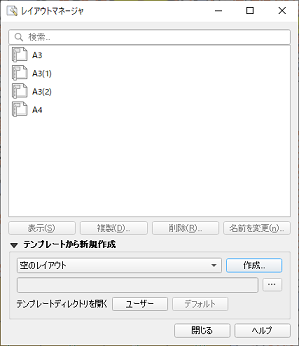 レイアウトマネージャ
検索...
A3
A3(1)
A3(2)
A4
表示(S) 複製(D)... 削除(R)... 名前を変更(n)...
テンプレートから新規作成
空のレイアウト 作成...
...
テンプレートディレクトリを開く ユーザー デフォルト
閉じる ヘルプ